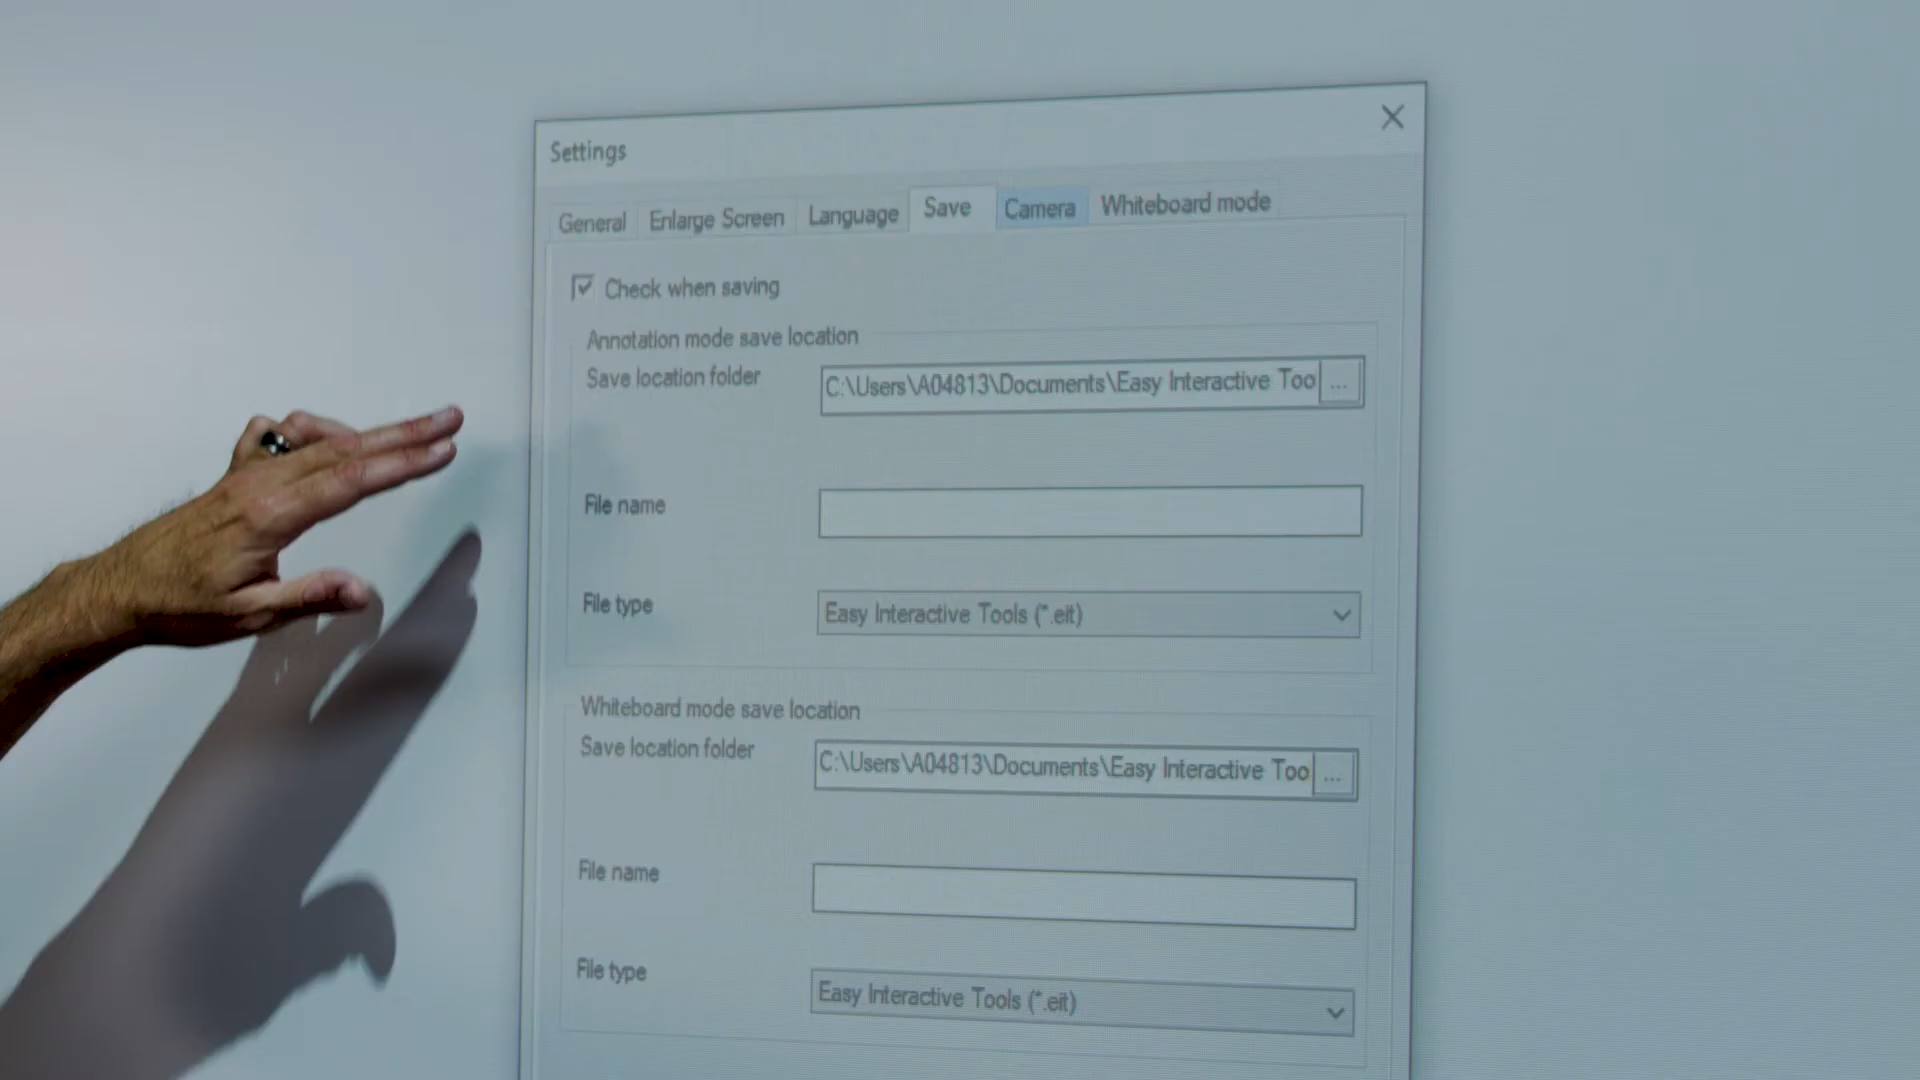 Settings
General Enlarge Screen Language Save Camera Whiteboard mode
Check when saving
Annotation mode save location
Save location folder C:\Users\A04813\Documents\Easy Interactive Too ...
File name
File type Easy Interactive Tools (*.eit)
Whiteboard mode save location
Save location folder C:\Users\A04813\Documents\Easy Interactive Too ...
File name
File type Easy Interactive Tools (*.eit)